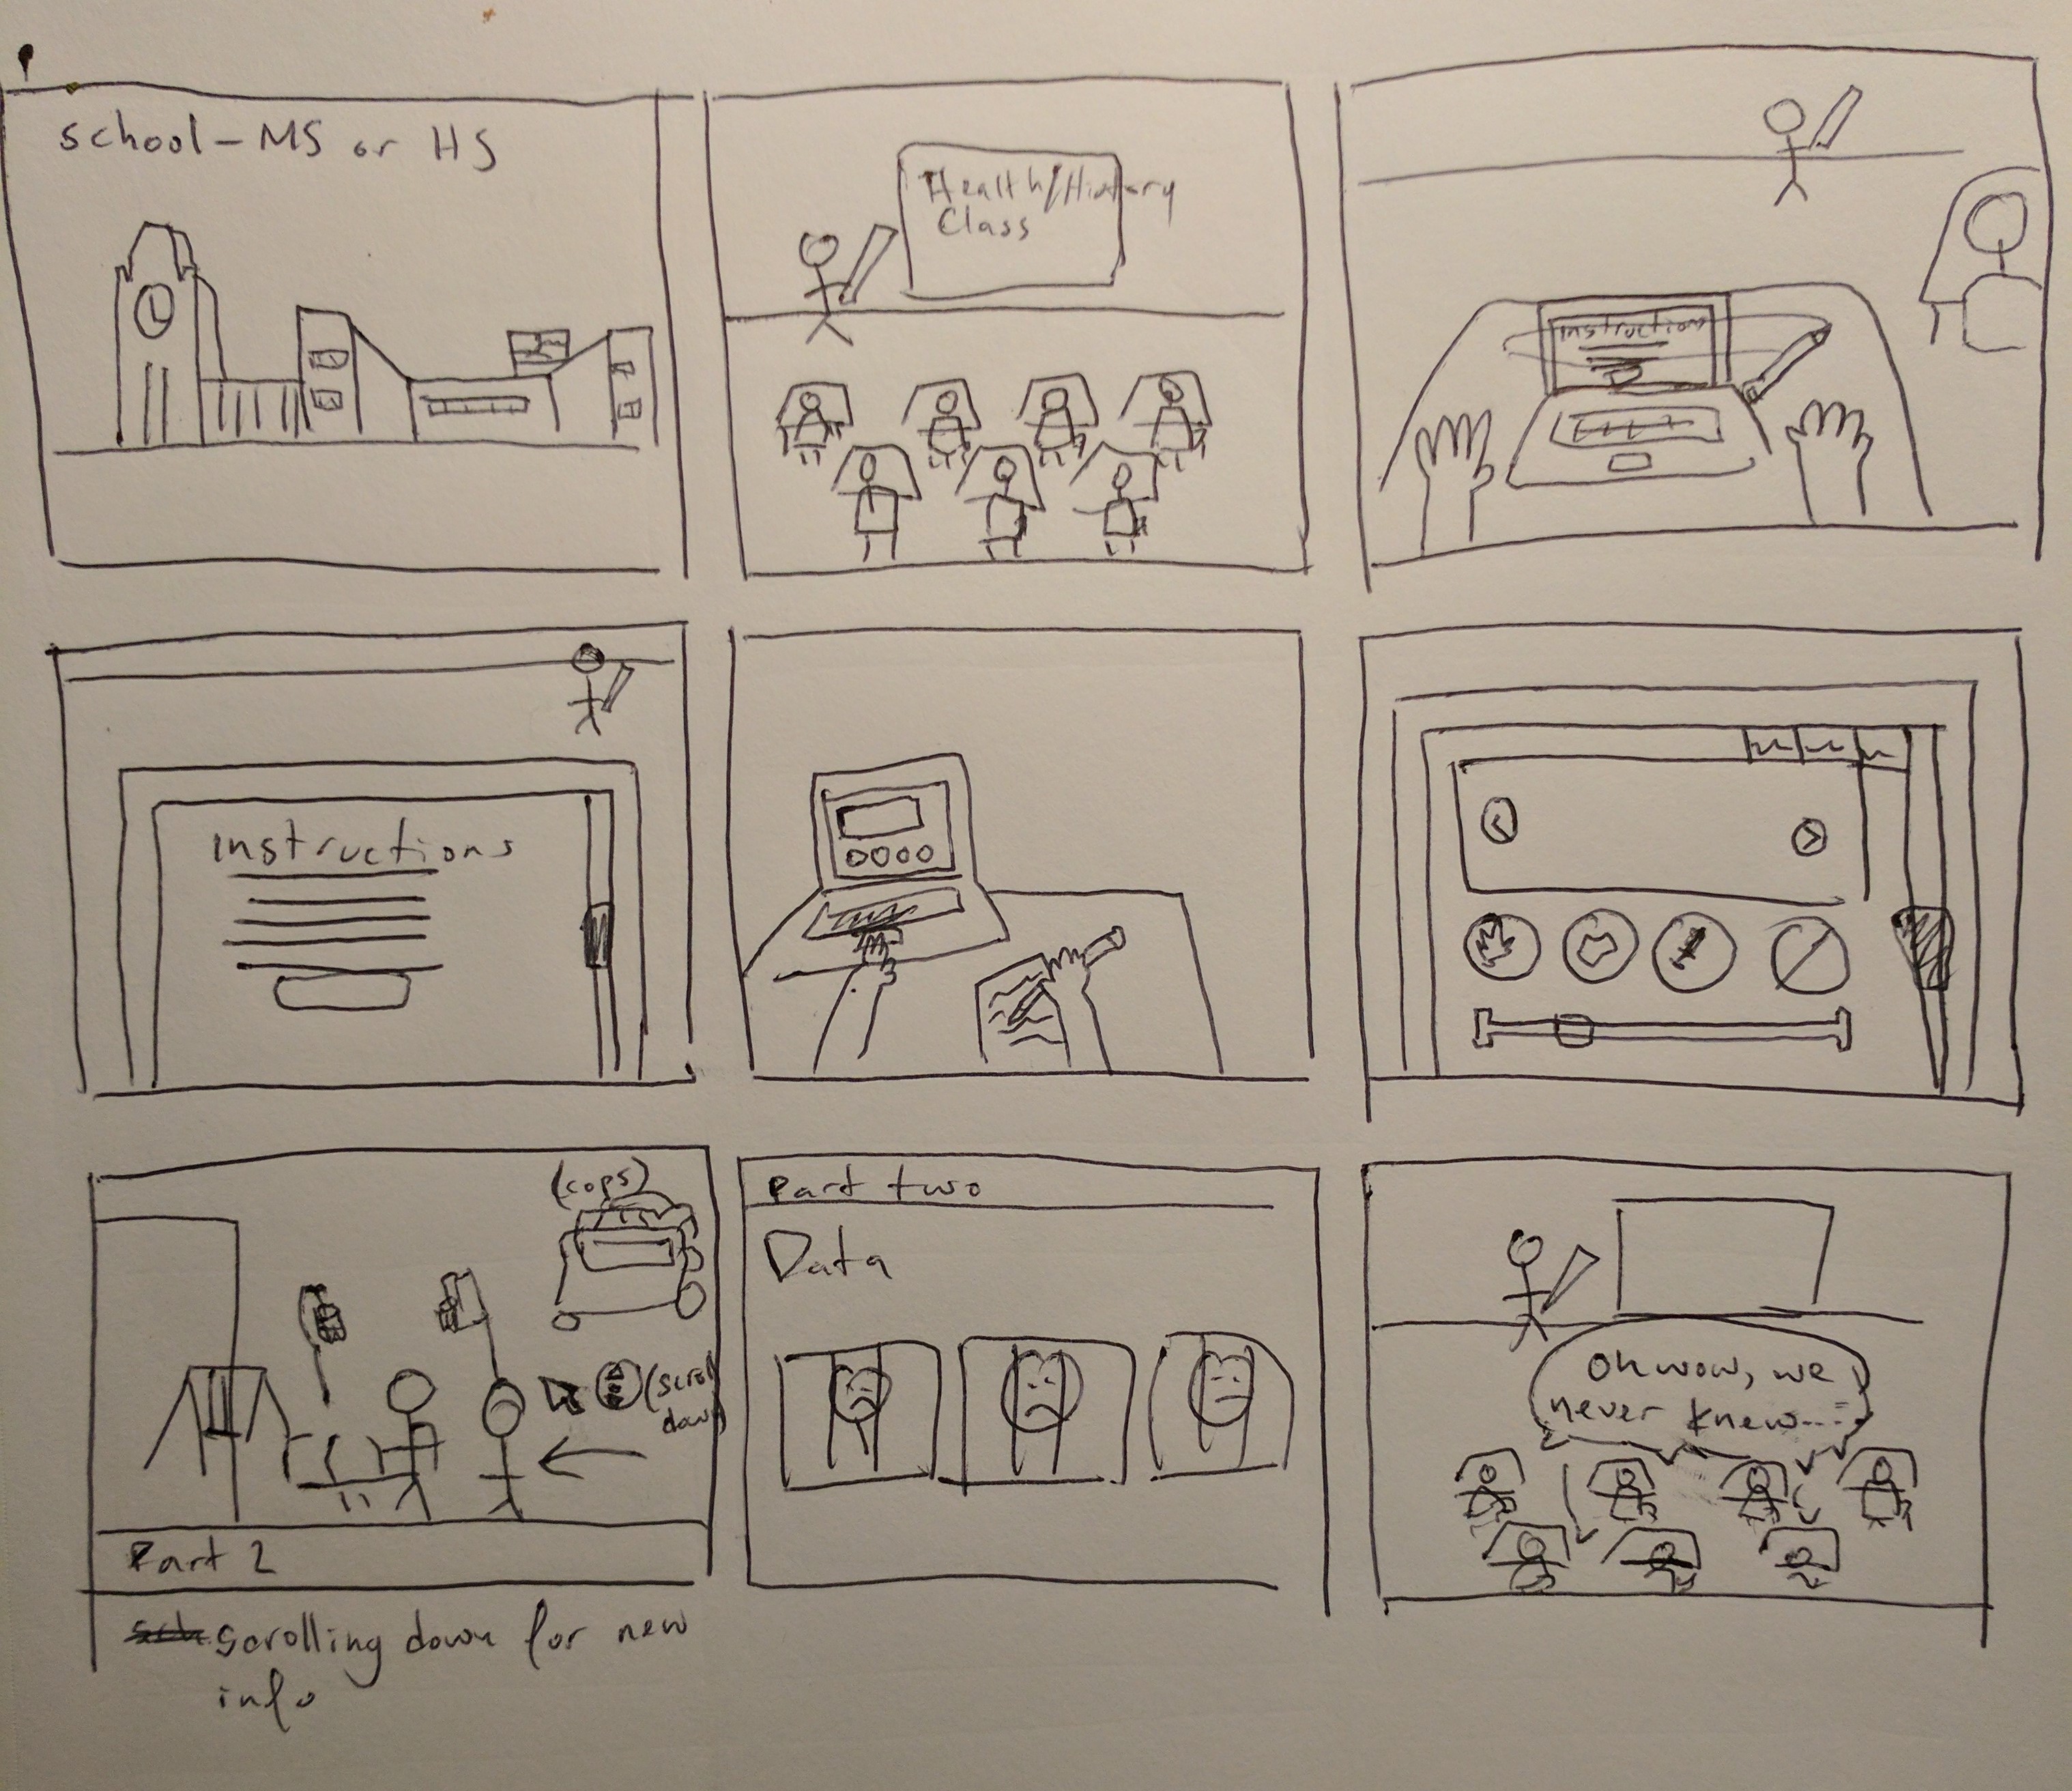 school-MS or HS
Health/History
Class
Instructions
Instructions
(cops)
(scroll
down)
Part 2
scrolling down for new
info
Part two
Data
Oh wow, we
never knew....